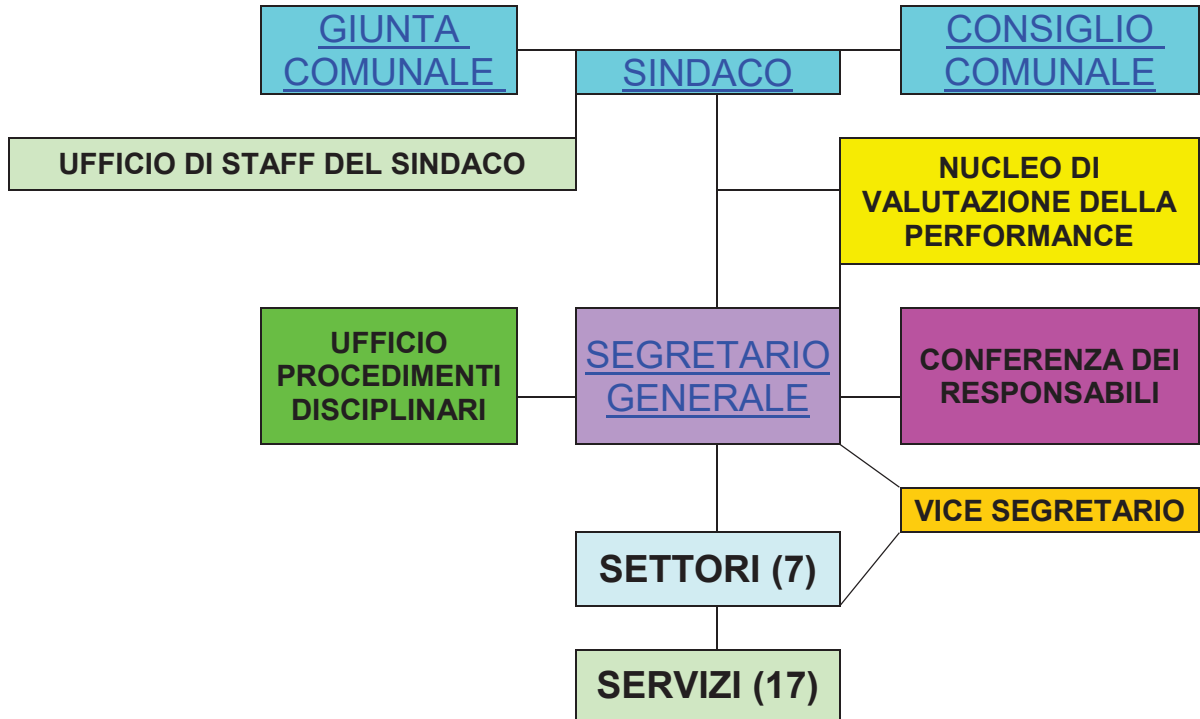 GIUNTA
COMUNALE
SINDACO
CONSIGLIO
COMUNALE
UFFICIO DI STAFF DEL SINDACO
NUCLEO DI
VALUTAZIONE DELLA
PERFORMANCE
UFFICIO
PROCEDIMENTI
DISCIPLINARI
SEGRETARIO
GENERALE
CONFERENZA DEI
RESPONSABILI
VICE SEGRETARIO
SETTORI (7)
SERVIZI (17)